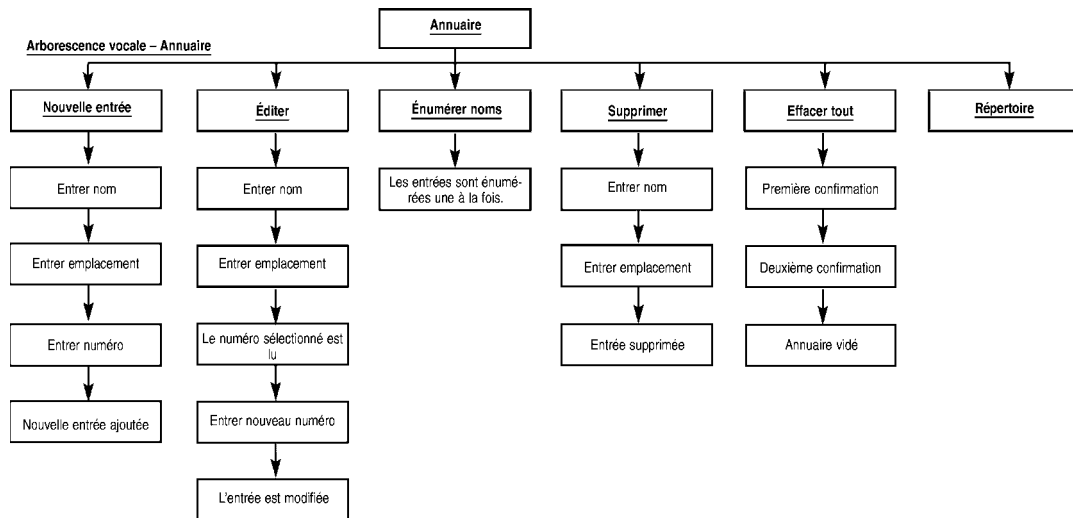 Annuaire
Arborescence vocale – Annuaire
Nouvelle entrée
Éditer
Énumérer noms
Supprimer
Effacer tout
Répertoire
Entrer nom
Entrer nom
Les entrées sont énumé-
rées une à la fois.
Entrer nom
Première confirmation
Entrer emplacement
Entrer emplacement
Entrer emplacement
Deuxième confirmation
Entrer numéro
Le numéro sélectionné est
lu
Entrée supprimée
Annuaire vidé
Nouvelle entrée ajoutée
Entrer nouveau numéro
L'entrée est modifiée